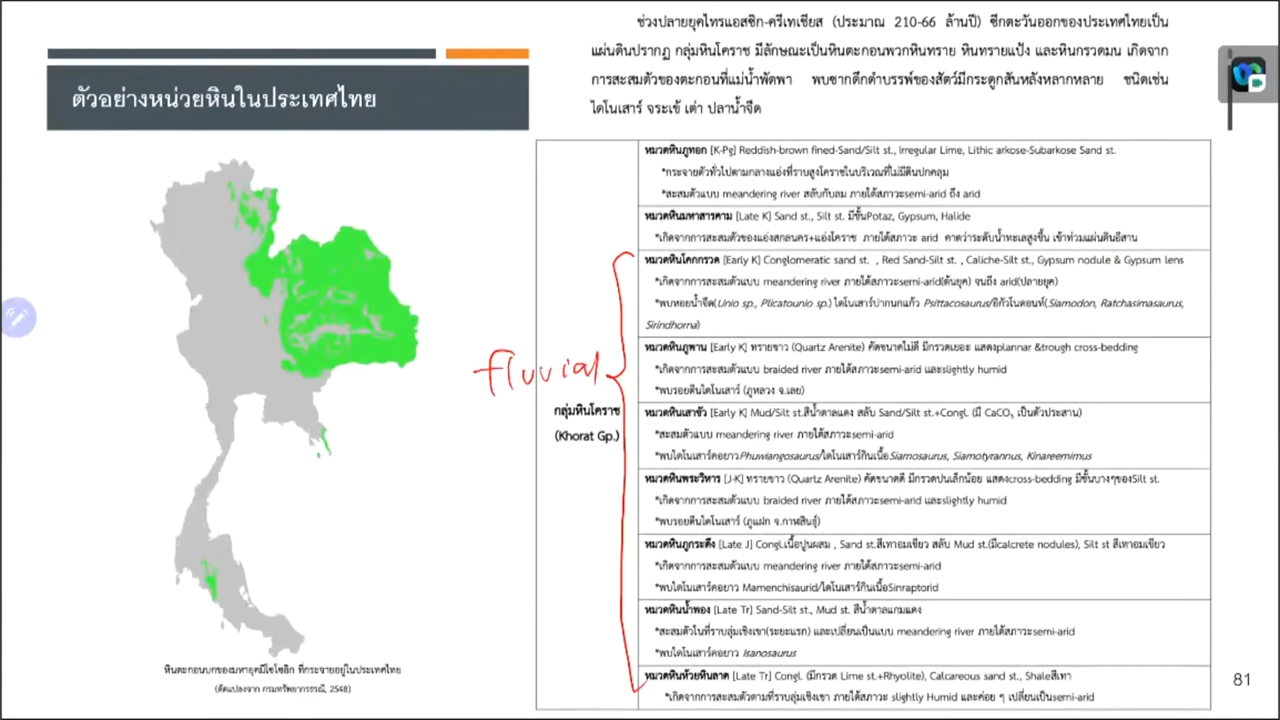 ช่วงปลายยุคไทรแอสซิก-ครีเทเชียส (ประมาณ 210-66 ล้านปี) ซีกตะวันออกของประเทศไทยเป็น
แผ่นดินปรากฏ กลุ่มหินโคราช มีลักษณะเป็นหินตะกอนพวกหินทราย หินทรายแป้ง และหินกรวดมน เกิดจาก
การสะสมตัวของตะกอนที่แม่น้ำพัดพา พบซากดึกดำบรรพ์ของสัตว์มีกระดูกสันหลังหลากหลาย ชนิดเช่น
ไดโนเสาร์ จระเข้ เต่า ปลาน้ำจืด
ตัวอย่างหน่วยหินในประเทศไทย
หมวดหินภูทอก [K-Pg] Reddish-brown fined-Sand/Silt st., Irregular Lime, Lithic arkose-Subarkose Sand st.
*กระจายตัวทั่วไปตามกลางแอ่งที่ราบสูงโคราชในบริเวณที่ไม่มีดินปกคลุม
*สะสมตัวแบบ meandering river สลับกับลม ภายใต้สภาวะsemi-arid ถึง arid
หมวดหินมหาสารคาม [Late K] Sand st., Silt st. มีชั้นPotaz, Gypsum, Halide
*เกิดจากการสะสมตัวของแอ่งสกลนคร+แอ่งโคราช ภายใต้สภาวะ arid คาดว่าระดับน้ำทะเลสูงขึ้น เข้าท่วมแผ่นดินอีสาน
หมวดหินโคกกรวด [Early K] Conglomeratic sand st. , Red Sand-Silt st. , Caliche-Silt st., Gypsum nodule & Gypsum lens
*เกิดจากการสะสมตัวแบบ meandering river ภายใต้สภาวะsemi-arid(ต้นยุค) จนถึง arid(ปลายยุค)
*พบหอยน้ำจืด(Unio sp., Plicatounio sp.) ไดโนเสาร์ปากนกแก้ว Psittacosaurus/อิกัวโนดอนท์(Siamodon, Ratchasimasaurus,
Sirindhorna)
หมวดหินภูพาน [Early K] ทรายขาว (Quartz Arenite) คัดขนาดไม่ดี มีกรวดเยอะ แสดงplannar &trough cross-bedding
*เกิดจากการสะสมตัวแบบ braided river ภายใต้สภาวะsemi-arid และslightly humid
*พบรอยตีนไดโนเสาร์ (ภูหลวง จ.เลย)
fluvial
กลุ่มหินโคราช
(Khorat Gp.)
หมวดหินเสาขัว [Early K] Mud/Silt st.สีน้ำตาลแดง สลับ Sand/Silt st.+Congl. (มี CaCO₃ เป็นตัวประสาน)
*สะสมตัวแบบ meandering river ภายใต้สภาวะsemi-arid
*พบไดโนเสาร์คอยาวPhuwiangosaurus/ไดโนเสาร์กินเนื้อSiamosaurus, Siamotyrannus, Kinareemimus
หมวดหินพระวิหาร [J-K] ทรายขาว (Quartz Arenite) คัดขนาดดี มีกรวดปนเล็กน้อย แสดงcross-bedding มีชั้นบางๆของSilt st.
*เกิดจากการสะสมตัวแบบ braided river ภายใต้สภาวะsemi-arid และslightly humid
*พบรอยตีนไดโนเสาร์ (ภูแฝก จ.กาฬสินธุ์)
หมวดหินภูกระดึง [Late J] Congl.เนื้อปูนผสม , Sand st.สีเทาอมเขียว สลับ Mud st.(มีcalcrete nodules), Silt st สีเทาอมเขียว
*เกิดจากการสะสมตัวแบบ meandering river ภายใต้สภาวะsemi-arid
*พบไดโนเสาร์คอยาว Mamenchisaurid/ไดโนเสาร์กินเนื้อSinraptorid
หมวดหินน้ำพอง [Late Tr] Sand-Silt st., Mud st. สีน้ำตาลแกมแดง
*สะสมตัวในที่ราบลุ่มเชิงเขา(ระยะแรก) และเปลี่ยนเป็นแบบ meandering river ภายใต้สภาวะsemi-arid
*พบไดโนเสาร์คอยาว Isanosaurus
หมวดหินห้วยหินลาด [Late Tr] Congl. (มีกรวด Lime st.+Rhyolite), Calcareous sand st., Shaleสีเทา
*เกิดจากการสะสมตัวตามที่ราบลุ่มเชิงเขา ภายใต้สภาวะ slightly Humid และค่อย ๆ เปลี่ยนเป็นsemi-arid
หินตะกอนบกของมหายุคมีโซโซอิก ที่กระจายอยู่ในประเทศไทย
(ดัดแปลงจาก กรมทรัพยากรธรณี, 2548)
81